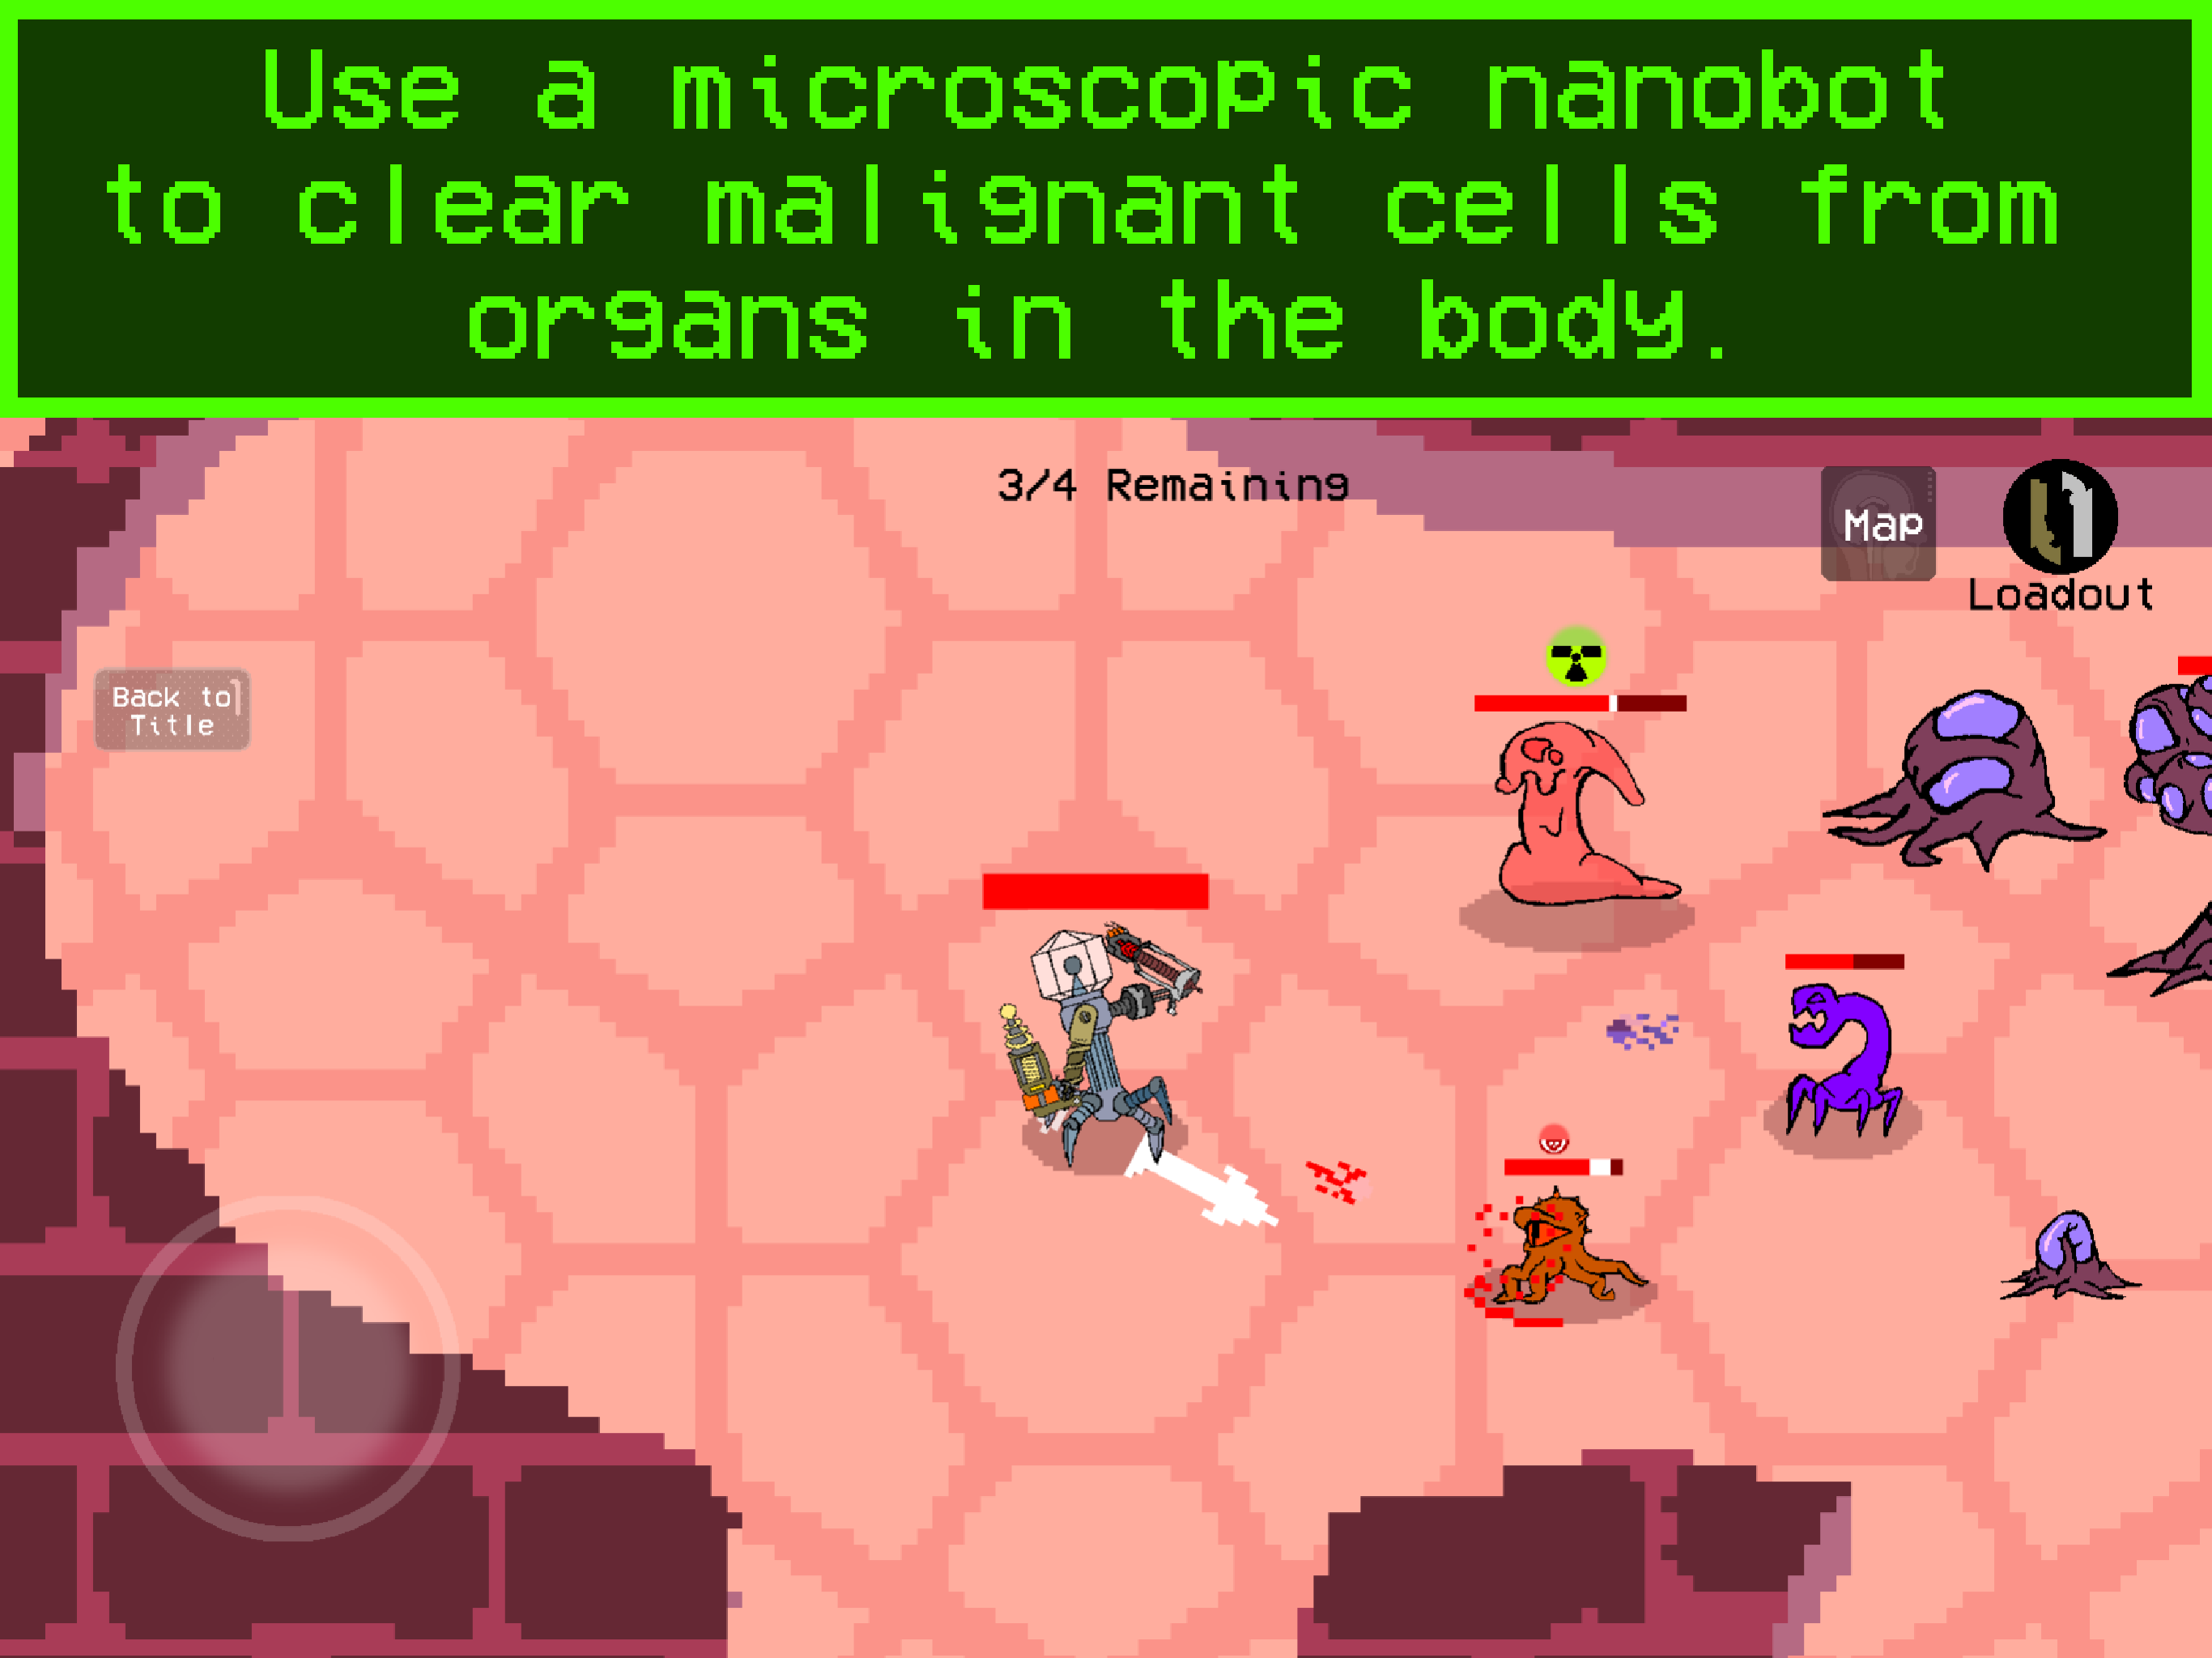 Use a microscopic nanobot
to clear malignant cells from
organs in the body.
3/4 Remaining
Map
Loadout
Back to
Title